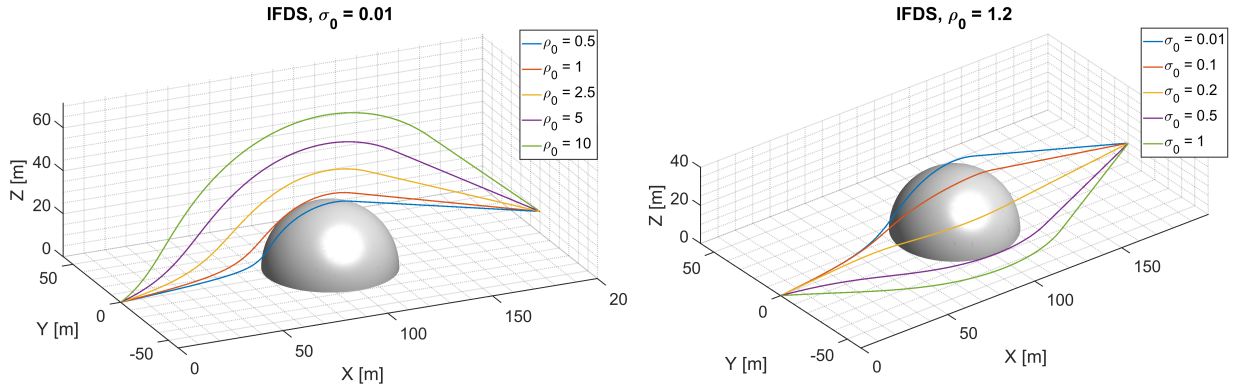 IFDS, σ₀ = 0.01
ρ₀ = 0.5
ρ₀ = 1
ρ₀ = 2.5
ρ₀ = 5
ρ₀ = 10
Z [m]
60
40
20
0
50
0
-50
Y [m]
0
50
100
150
20
X [m]
IFDS, ρ₀ = 1.2
σ₀ = 0.01
σ₀ = 0.1
σ₀ = 0.2
σ₀ = 0.5
σ₀ = 1
Z [m]
40
20
0
50
0
-50
Y [m]
0
50
100
150
X [m]